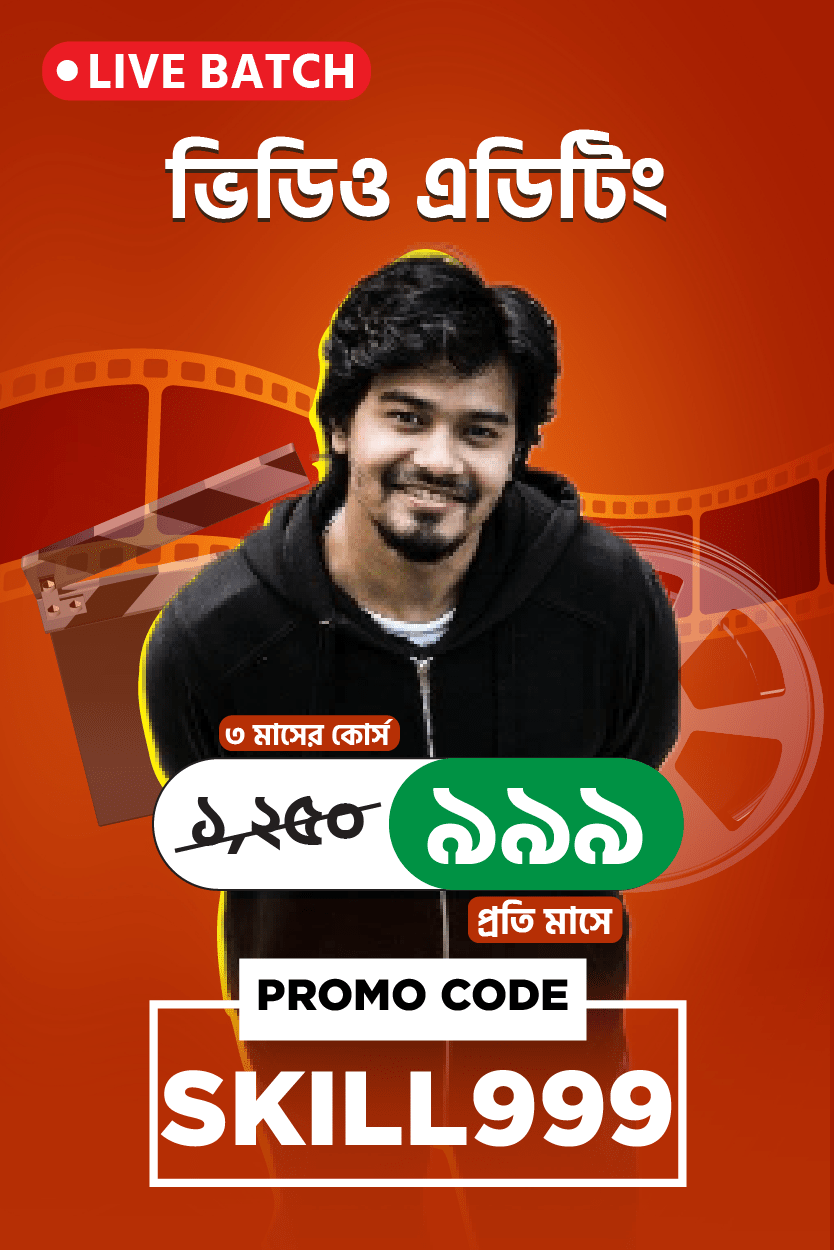 LIVE BATCH
ভিডিও এডিটিং
৩ মাসের কোর্স
১,২৫০ ৯৯৯
প্রতি মাসে
PROMO CODE
SKILL999